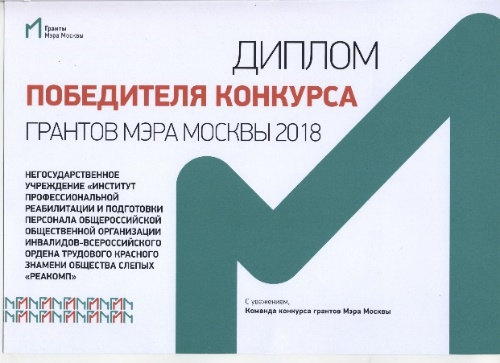 Гранты
Мэра Москвы
ДИПЛОМ
ПОБЕДИТЕЛЯ КОНКУРСА
ГРАНТОВ МЭРА МОСКВЫ 2018
НЕГОСУДАРСТВЕННОЕ
УЧРЕЖДЕНИЕ «ИНСТИТУТ
ПРОФЕССИОНАЛЬНОЙ
РЕАБИЛИТАЦИИ И ПОДГОТОВКИ
ПЕРСОНАЛА ОБЩЕРОССИЙСКОЙ
ОБЩЕСТВЕННОЙ ОРГАНИЗАЦИИ
ИНВАЛИДОВ-ВСЕРОССИЙСКОГО
ОРДЕНА ТРУДОВОГО КРАСНОГО
ЗНАМЕНИ ОБЩЕСТВА СЛЕПЫХ
«РЕАКОМП»
С уважением,
Команда конкурса грантов Мэра Москвы